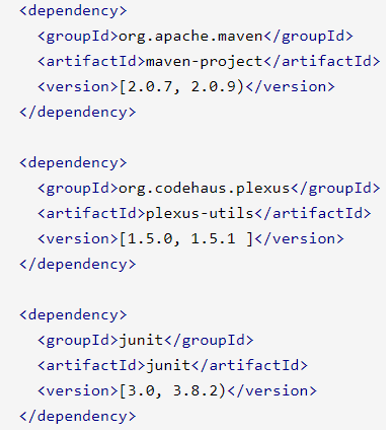 <dependency>
<groupId>org.apache.maven</groupId>
<artifactId>maven-project</artifactId>
<version>[2.0.7, 2.0.9)</version>
</dependency>
<dependency>
<groupId>org.codehaus.plexus</groupId>
<artifactId>plexus-utils</artifactId>
<version>[1.5.0, 1.5.1 ]</version>
</dependency>
<dependency>
<groupId>junit</groupId>
<artifactId>junit</artifactId>
<version>[3.0, 3.8.2)</version>
</dependency>